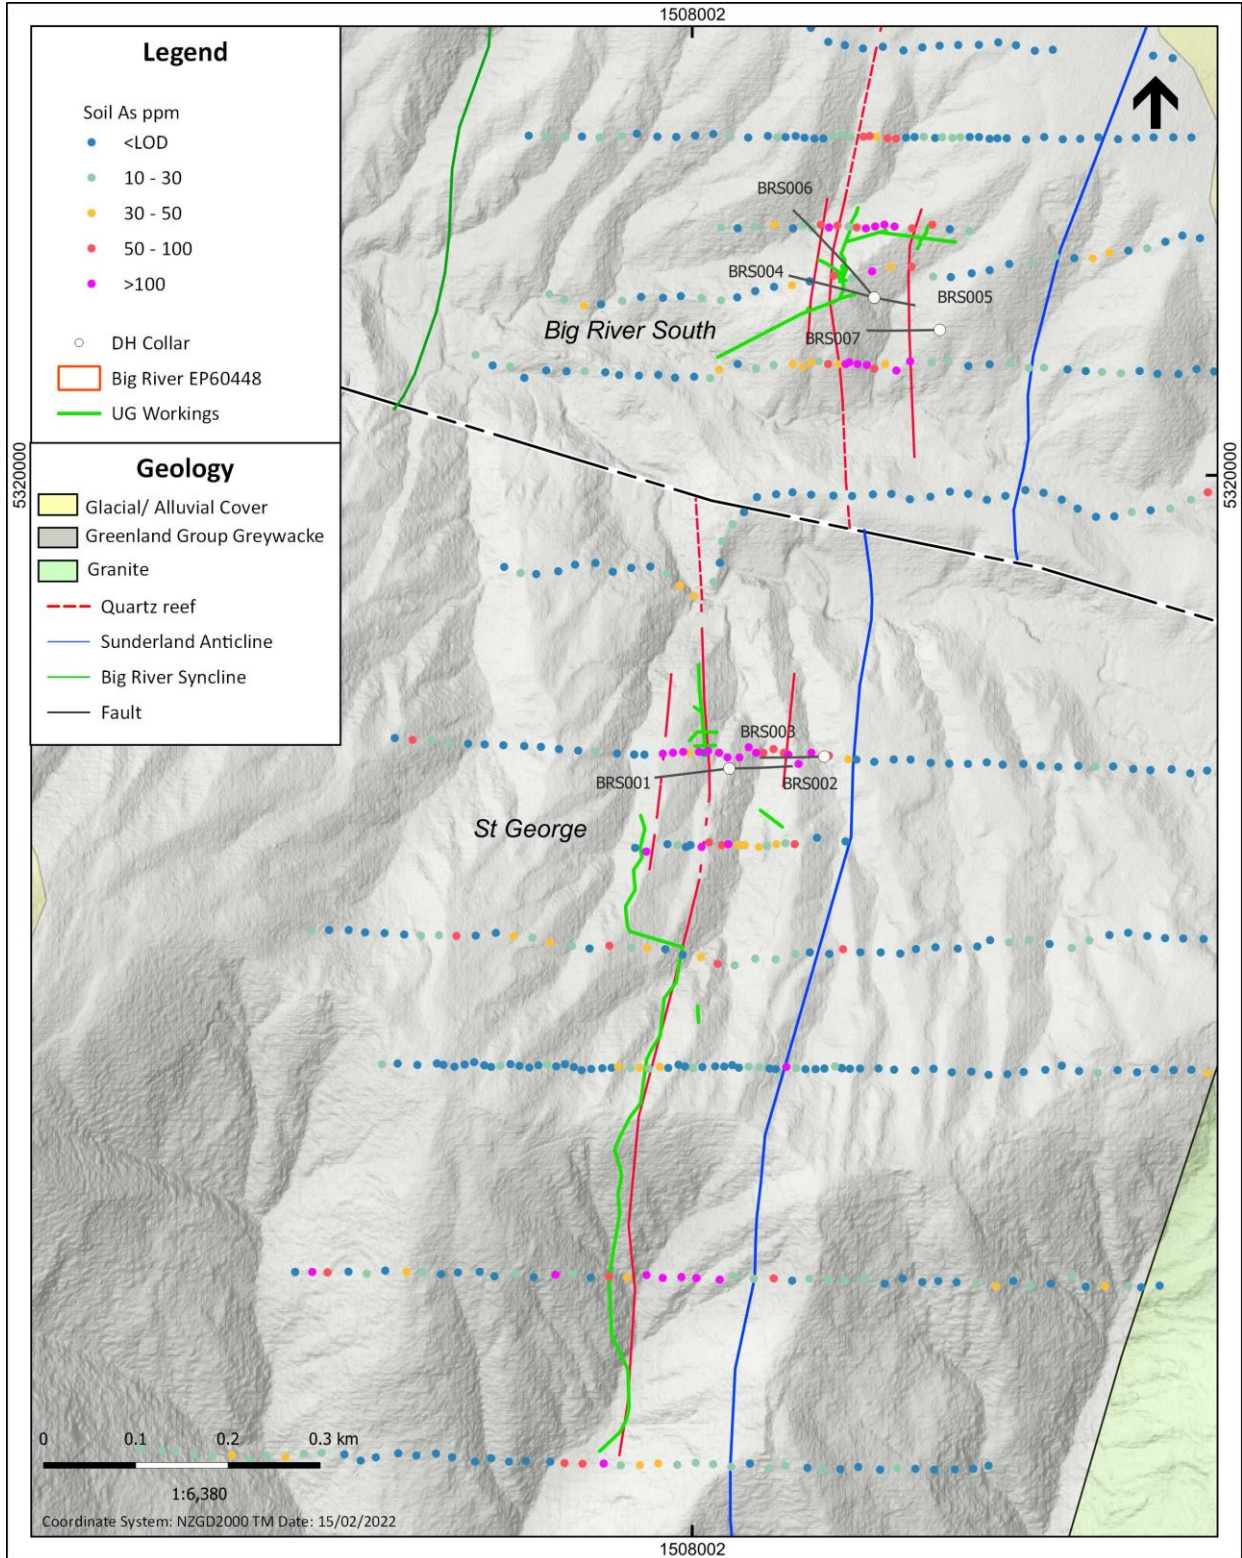 1508002
Legend
Soil As ppm
<LOD
10 - 30
30 - 50
50 - 100
>100
DH Collar
Big River EP60448
UG Workings
Geology
Glacial/ Alluvial Cover
Greenland Group Greywacke
Granite
Quartz reef
Sunderland Anticline
Big River Syncline
Fault
5320000
5320000
BRS006
BRS004
BRS005
Big River South
BRS007
BRS003
BRS001
BRS002
St George
0 0.1 0.2 0.3 km
1:6,380
Coordinate System: NZGD2000 TM Date: 15/02/2022
1508002